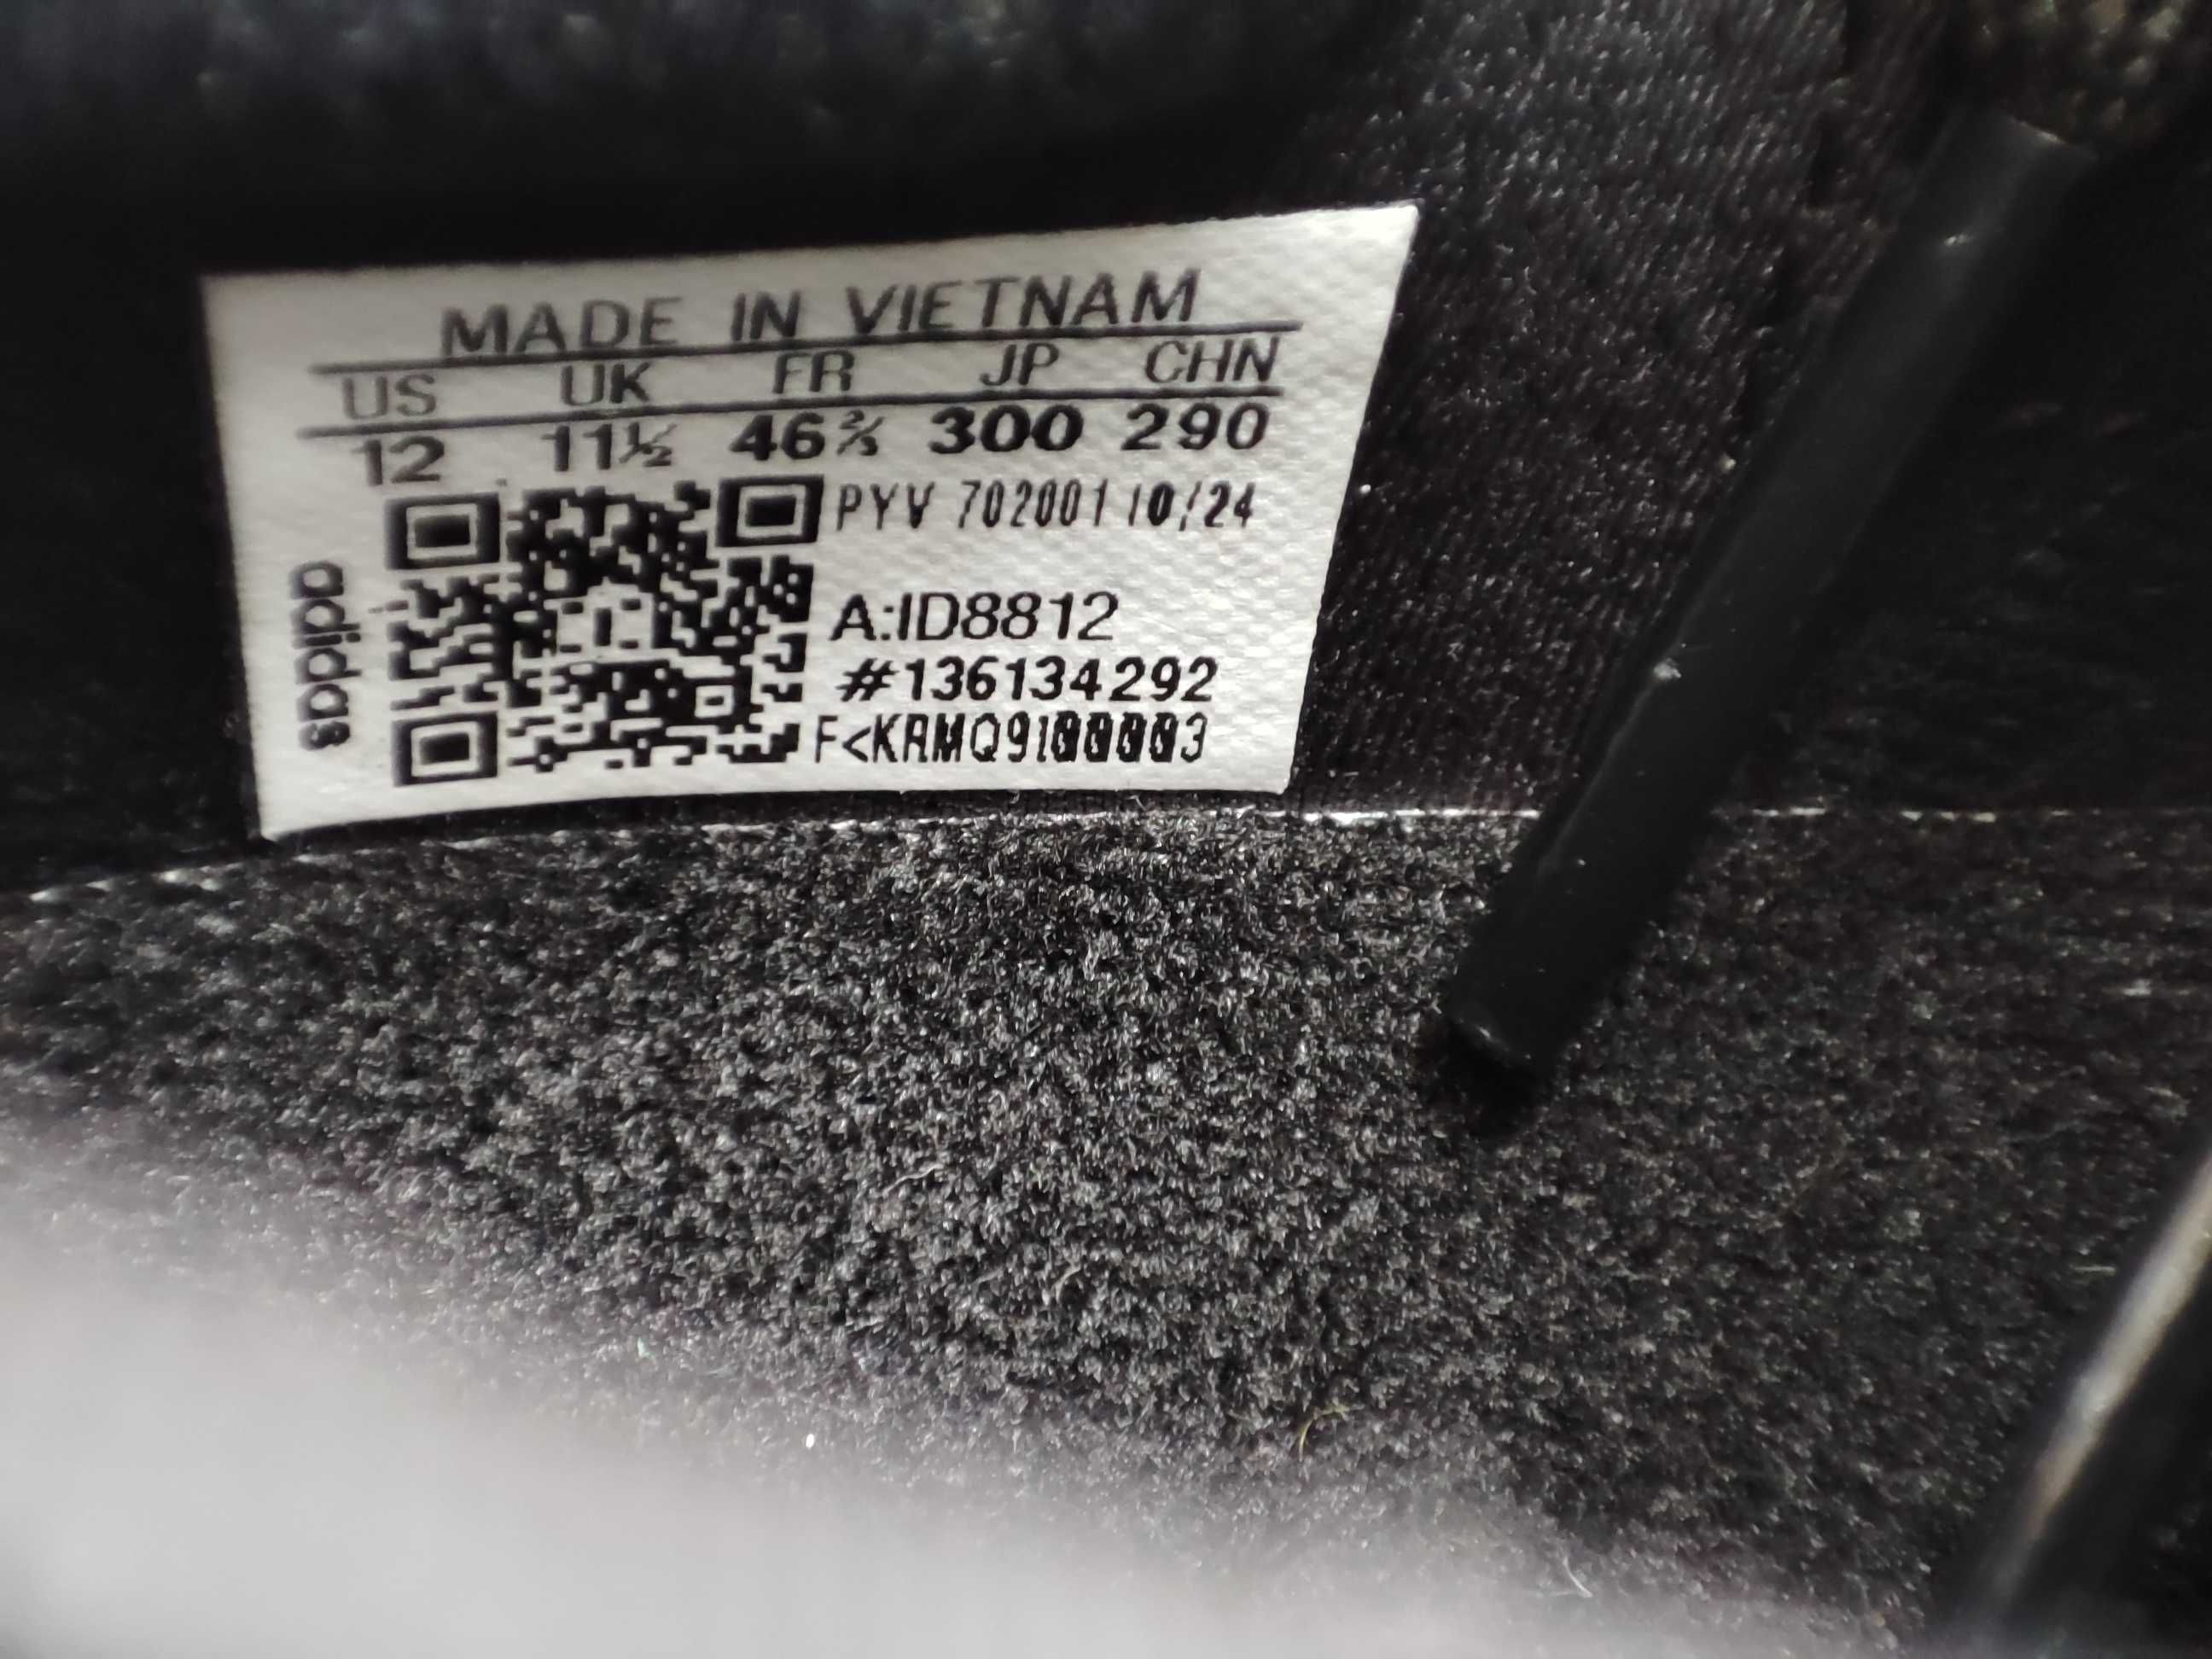 MADE IN VIETNAM
US UK FR JP CHN
12 11½ 46⅔ 300 290
PYV 702001 10/24
A:ID8812
#136134292
F<KRMQ9100003
adidas